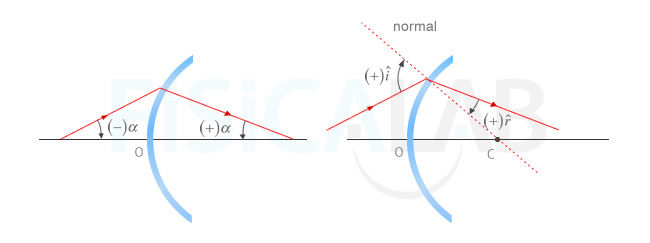 normal
(+)î
(−)α
(+)α
(+)r̂
O
O
C
FISICALAB